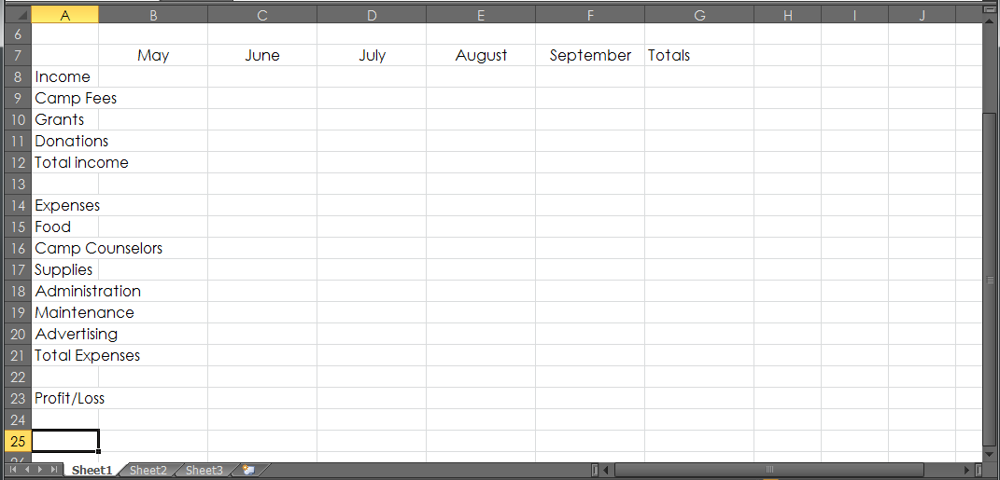 A B C D E F G H I J
6
7 May June July August September Totals
8 Income
9 Camp Fees
10 Grants
11 Donations
12 Total income
13
14 Expenses
15 Food
16 Camp Counselors
17 Supplies
18 Administration
19 Maintenance
20 Advertising
21 Total Expenses
22
23 Profit/Loss
24
25
26
Sheet1 Sheet2 Sheet3